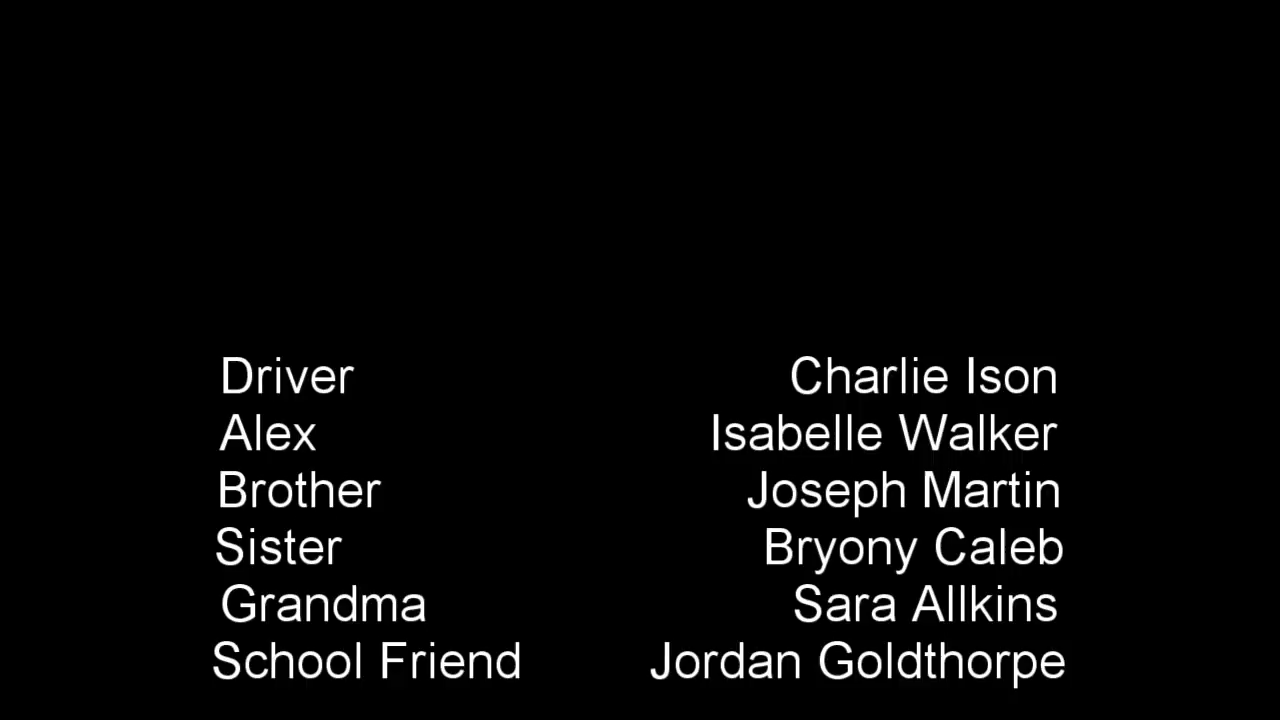 Driver Charlie Ison
Alex Isabelle Walker
Brother Joseph Martin
Sister Bryony Caleb
Grandma Sara Allkins
School Friend Jordan Goldthorpe